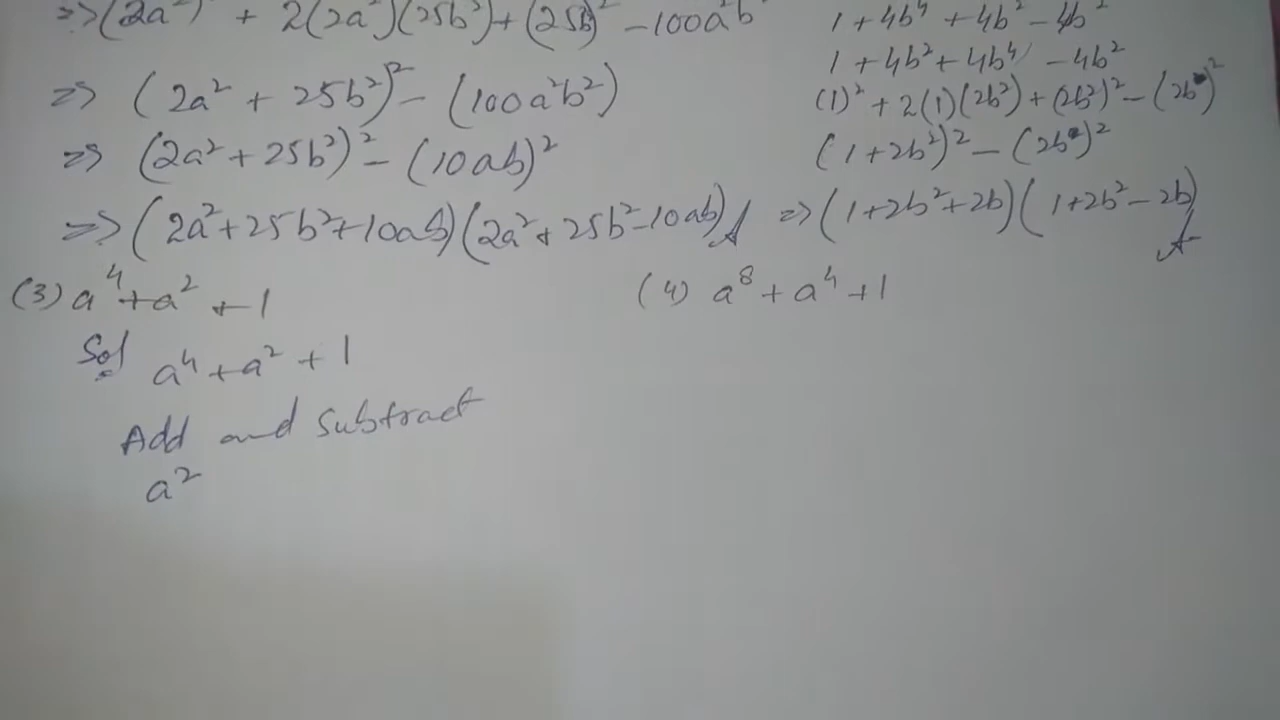 =>(2a²)² + 2(2a²)(25b²)+(25b²)² -100a²b²
=> (2a² + 25b²)² - (100a²b²)
=> (2a² + 25b²)² - (10ab)²
=> (2a²+25b²+10ab)(2a²+25b²-10ab)
1 + 4b⁴ + 4b² - 4b²
1 + 4b² + 4b⁴ - 4b²
(1)² + 2(1)(2b²) + (2b²)² - (2b)²
(1+2b²)² - (2b)²
=> (1+2b²+2b)(1+2b²-2b)
(3) a⁴+a² +1
Sol a⁴+a²+1
Add and Subtract
a²
(4) a⁸+a⁴+1